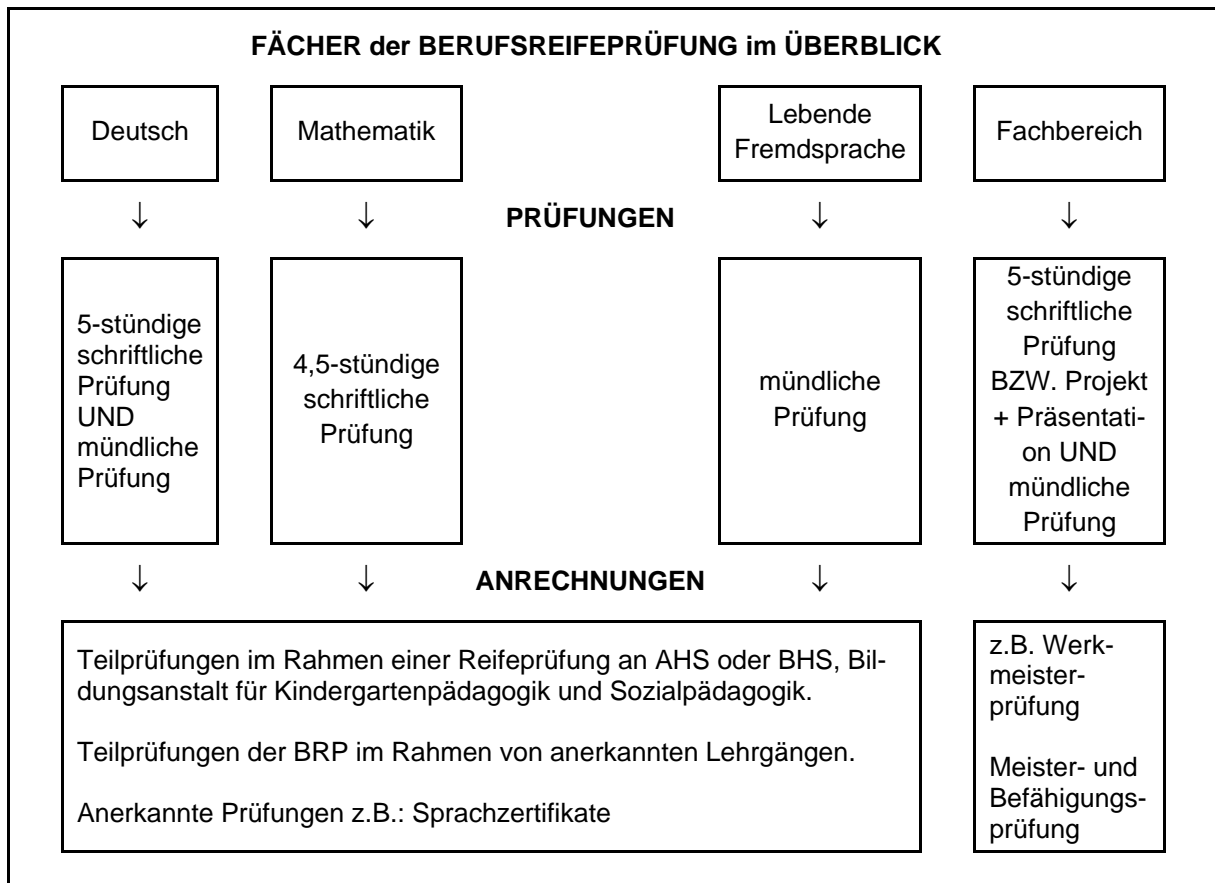 FÄCHER der BERUFSREIFEPRÜFUNG im ÜBERBLICK
Deutsch
Mathematik
Lebende
Fremdsprache
Fachbereich
↓ ↓ PRÜFUNGEN ↓ ↓
5-stündige
schriftliche
Prüfung
UND
mündliche
Prüfung
4,5-stündige
schriftliche
Prüfung
mündliche
Prüfung
5-stündige
schriftliche
Prüfung
BZW. Projekt
+ Präsentati-
on UND
mündliche
Prüfung
↓ ↓ ANRECHNUNGEN ↓ ↓
Teilprüfungen im Rahmen einer Reifeprüfung an AHS oder BHS, Bil-
dungsanstalt für Kindergartenpädagogik und Sozialpädagogik.
Teilprüfungen der BRP im Rahmen von anerkannten Lehrgängen.
Anerkannte Prüfungen z.B.: Sprachzertifikate
z.B. Werk-
meister-
prüfung
Meister- und
Befähigungs-
prüfung